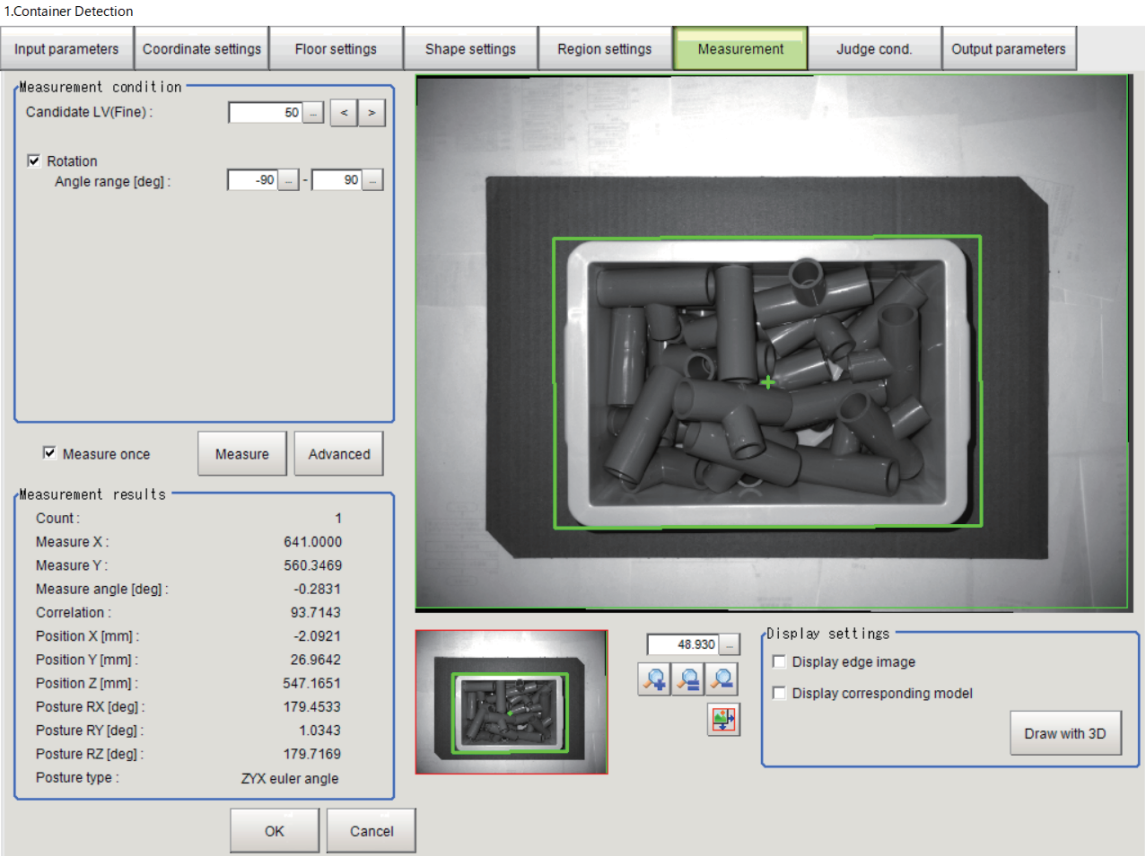 1.Container Detection
Input parameters
Coordinate settings
Floor settings
Shape settings
Region settings
Measurement
Judge cond.
Output parameters
Measurement condition
Candidate LV(Fine) :
50
...
<
>
Rotation
Angle range [deg] :
-90
...
-
90
...
Measure once
Measure
Advanced
Measurement results
Count : 1
Measure X : 641.0000
Measure Y : 560.3469
Measure angle [deg] : -0.2831
Correlation : 93.7143
Position X [mm] : -2.0921
Position Y [mm] : 26.9642
Position Z [mm] : 547.1651
Posture RX [deg] : 179.4533
Posture RY [deg] : 1.0343
Posture RZ [deg] : 179.7169
Posture type : ZYX euler angle
OK
Cancel
48.930
...
Display settings
Display edge image
Display corresponding model
Draw with 3D